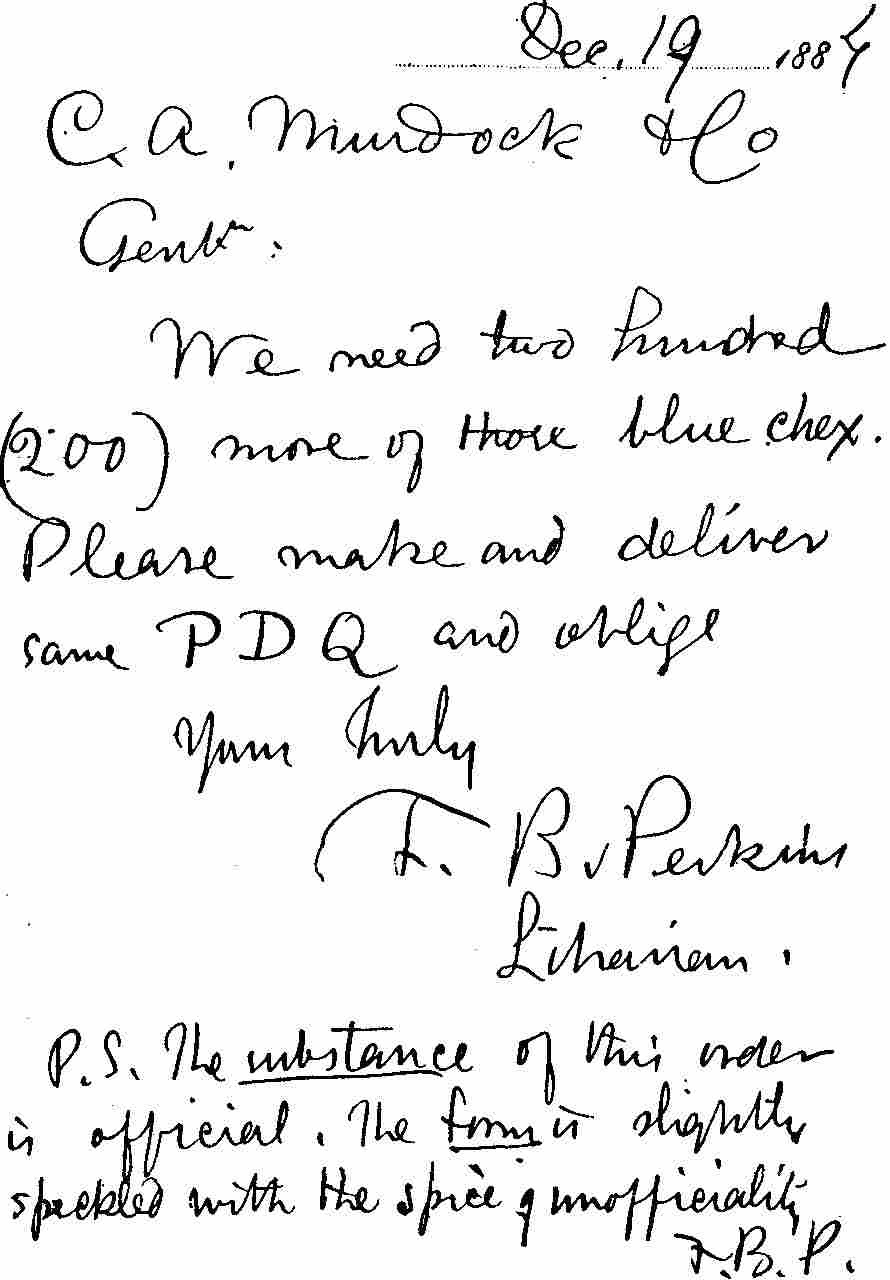 Dec. 19 1884
C. A. Murdock & Co
Gentmn:
We need two hundred
(200) more of those blue chex.
Please make and deliver
same P D Q and oblige
Yours truly
F. B. Perkins
Librarian.
P.S. The substance of this order
is official. The form is slightly
speckled with the spice of unofficiality
F.B.P.